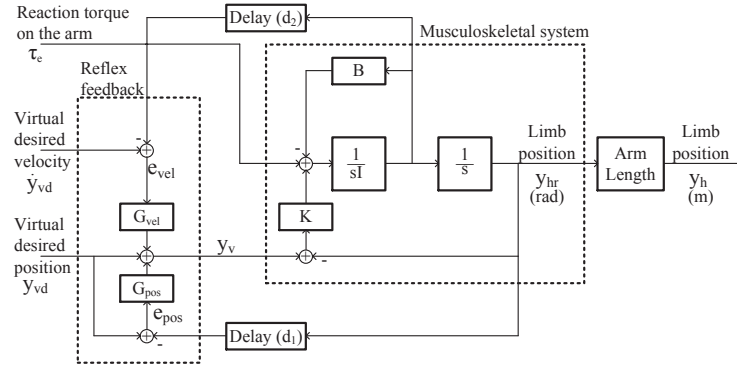 Reaction torque
on the arm
τe
Delay (d2)
Musculoskeletal system
Reflex
feedback
B
Virtual
desired
velocity
ẏvd
-
evel
-
1
sI
1
s
Limb
position
yhr
(rad)
Arm
Length
Limb
position
yh
(m)
Gvel
K
Virtual
desired
position
yvd
yv
-
Gpos
epos
-
Delay (d1)